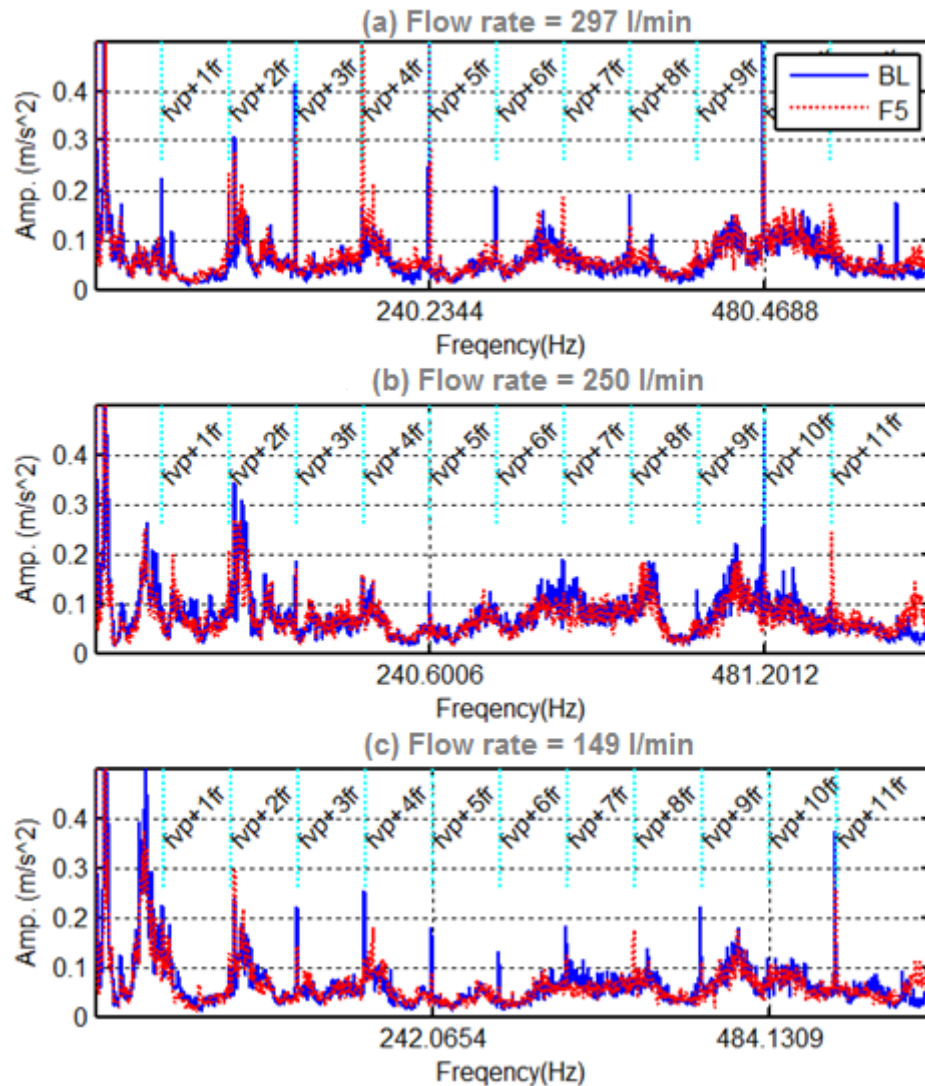 (a) Flow rate = 297 l/min
Amp. (m/s^2)
0.4
0.3
0.2
0.1
0
fvp+1fr
fvp+2fr
fvp+3fr
fvp+4fr
fvp+5fr
fvp+6fr
fvp+7fr
fvp+8fr
fvp+9fr
BL
F5
240.2344
480.4688
Freqency(Hz)
(b) Flow rate = 250 l/min
Amp. (m/s^2)
0.4
0.3
0.2
0.1
0
fvp+1fr
fvp+2fr
fvp+3fr
fvp+4fr
fvp+5fr
fvp+6fr
fvp+7fr
fvp+8fr
fvp+9fr
fvp+10fr
fvp+11fr
240.6006
481.2012
Freqency(Hz)
(c) Flow rate = 149 l/min
Amp. (m/s^2)
0.4
0.3
0.2
0.1
0
fvp+1fr
fvp+2fr
fvp+3fr
fvp+4fr
fvp+5fr
fvp+6fr
fvp+7fr
fvp+8fr
fvp+9fr
fvp+10fr
fvp+11fr
242.0654
484.1309
Freqency(Hz)